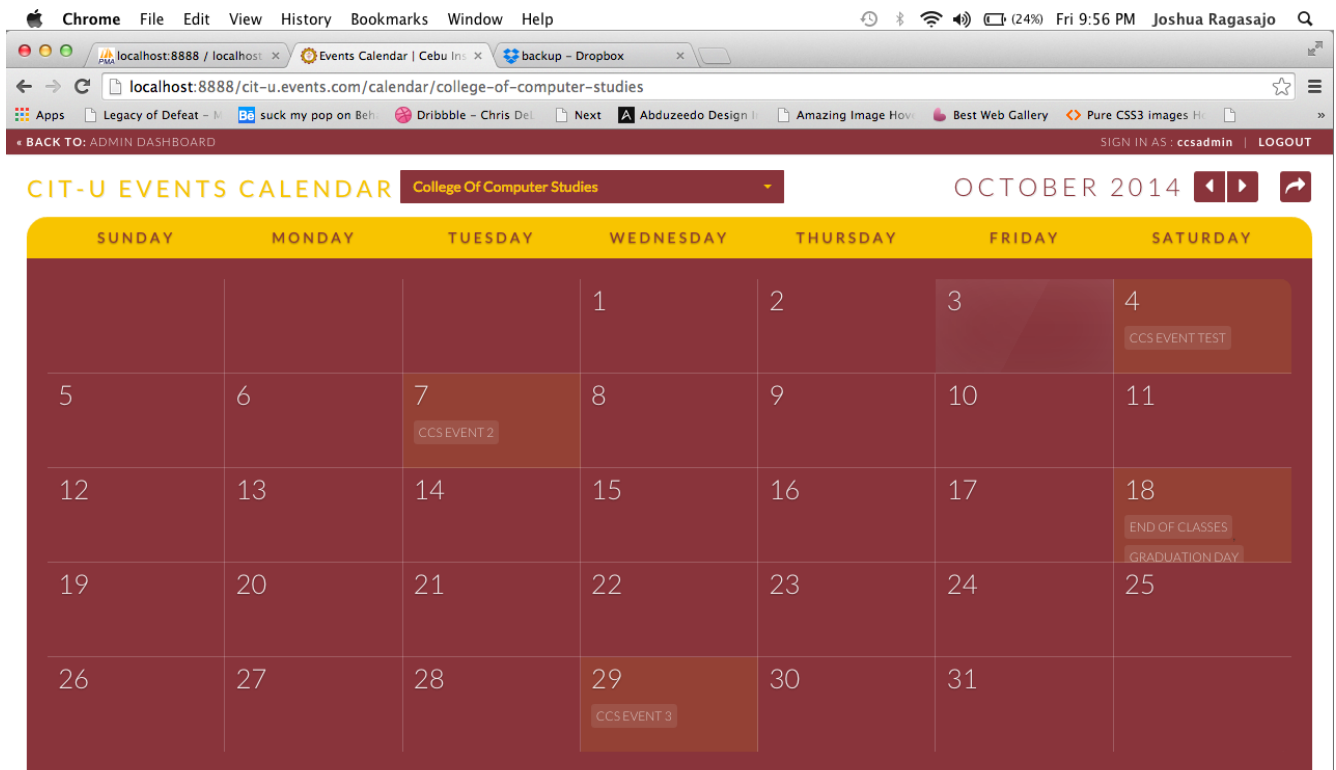 Chrome File Edit View History Bookmarks Window Help (24%) Fri 9:56 PM Joshua Ragasajo
PMA localhost:8888 / localhost Events Calendar | Cebu Ins backup – Dropbox
localhost:8888/cit-u.events.com/calendar/college-of-computer-studies
Apps Legacy of Defeat – M Bē suck my pop on Beh Dribbble – Chris Del Next A Abduzeedo Design I Amazing Image Hov Best Web Gallery Pure CSS3 images H »
« BACK TO: ADMIN DASHBOARD SIGN IN AS : ccsadmin | LOGOUT
CIT-U EVENTS CALENDAR College Of Computer Studies OCTOBER 2014
SUNDAY MONDAY TUESDAY WEDNESDAY THURSDAY FRIDAY SATURDAY
1 2 3 4
CCS EVENT TEST
5 6 7 8 9 10 11
CCS EVENT 2
12 13 14 15 16 17 18
END OF CLASSES
GRADUATION DAY
19 20 21 22 23 24 25
26 27 28 29 30 31
CCS EVENT 3